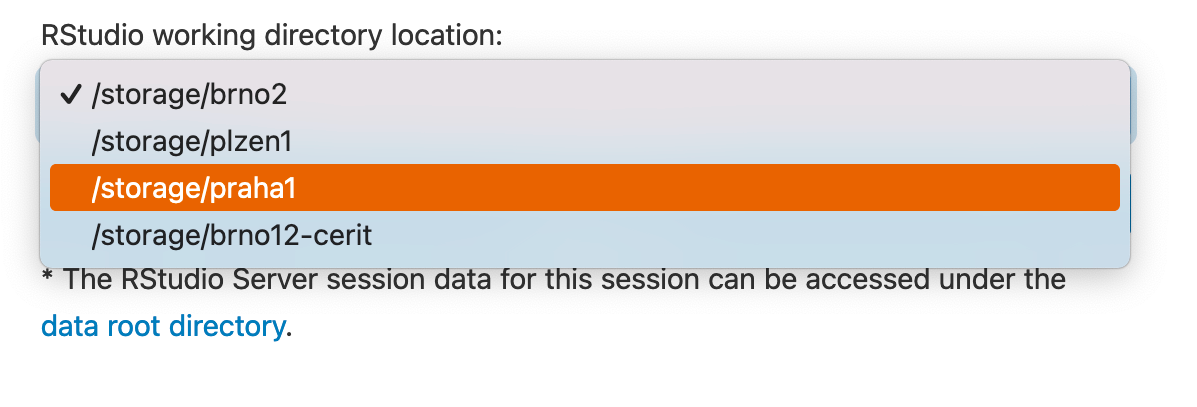 RStudio working directory location:
✓ /storage/brno2
/storage/plzen1
/storage/praha1
/storage/brno12-cerit
* The RStudio Server session data for this session can be accessed under the
data root directory.